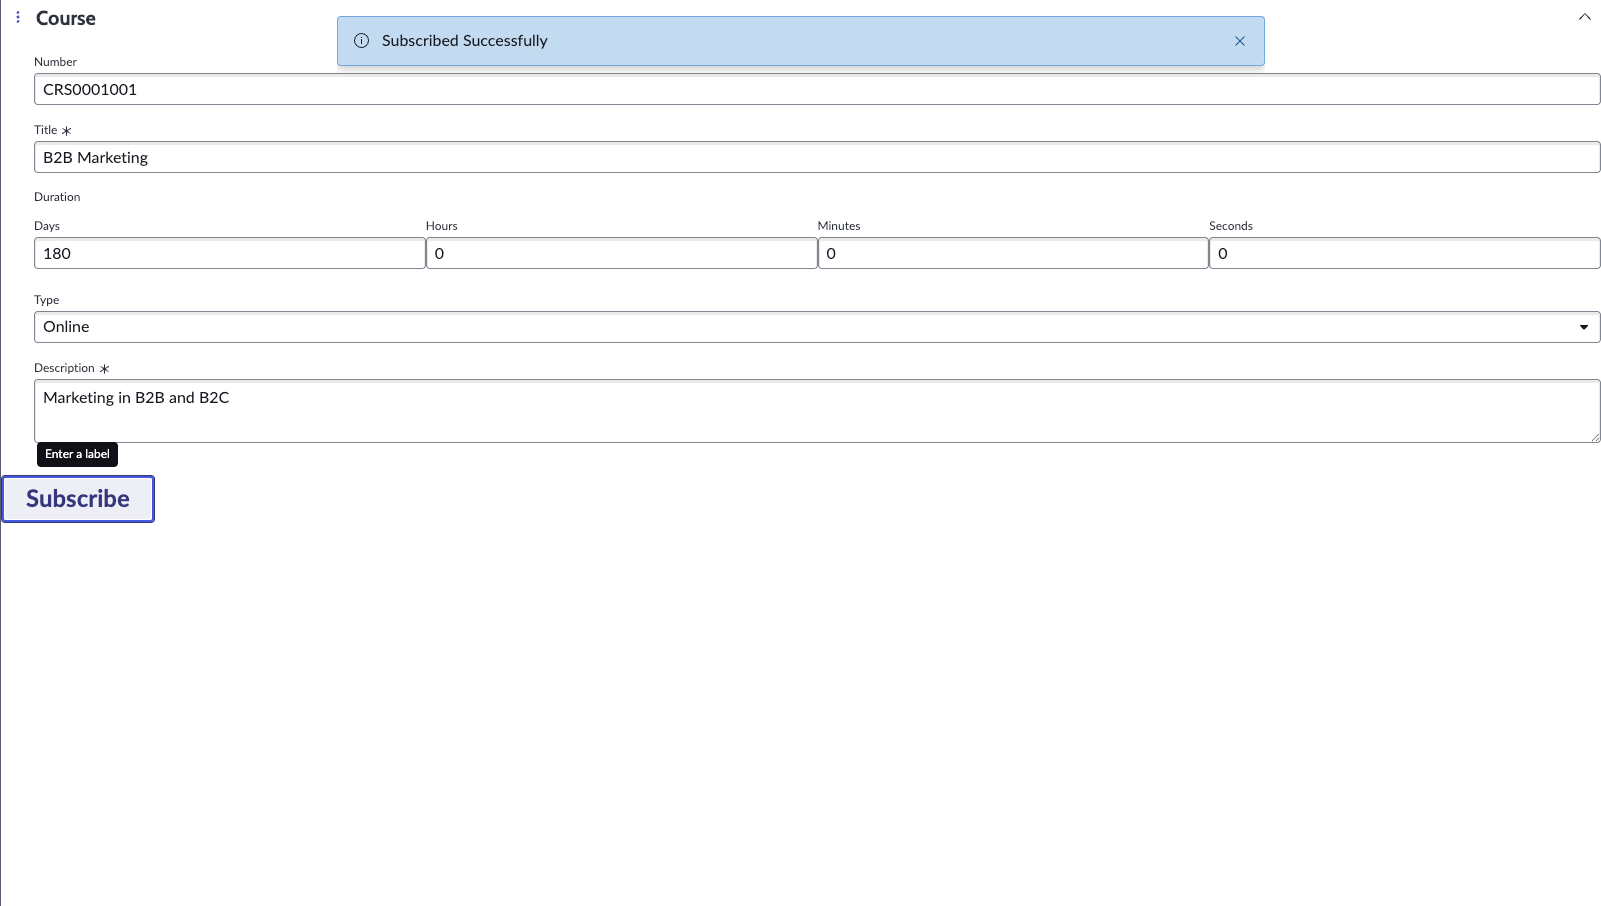 Course
Subscribed Successfully
Number
CRS0001001
Title
B2B Marketing
Duration
Days Hours Minutes Seconds
180 0 0 0
Type
Online
Description
Marketing in B2B and B2C
Enter a label
Subscribe